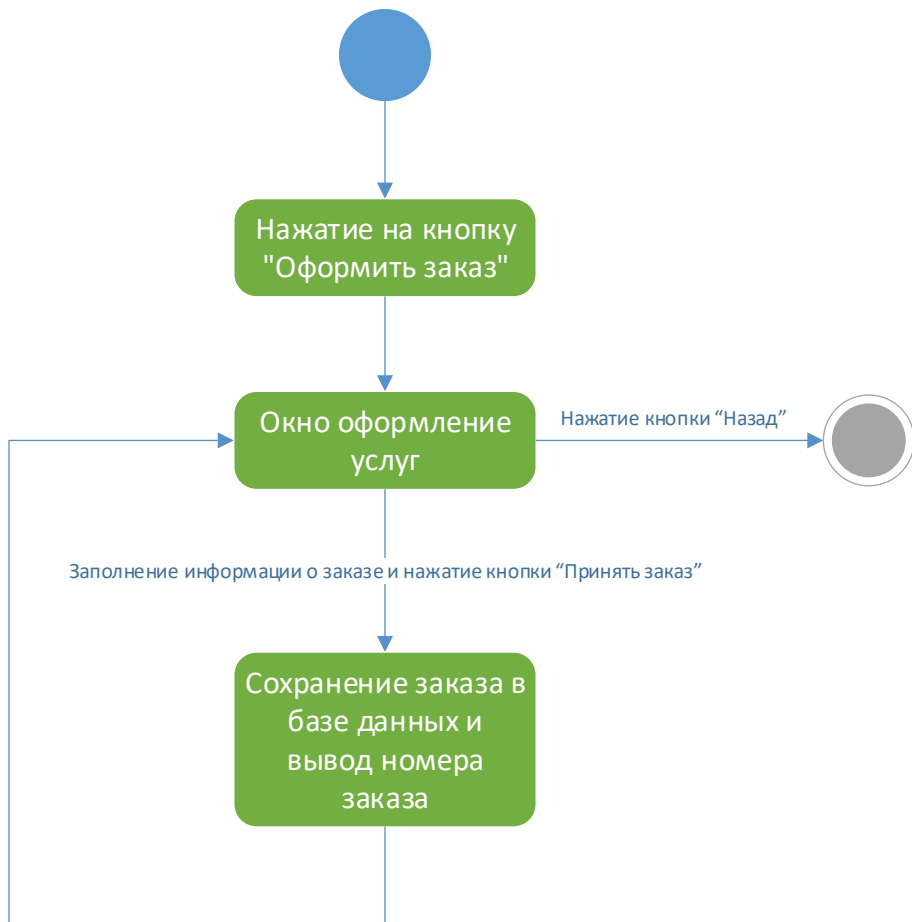 Нажатие на кнопку
"Оформить заказ"
Окно оформление
услуг
Нажатие кнопки “Назад”
Заполнение информации о заказе и нажатие кнопки “Принять заказ”
Сохранение заказа в
базе данных и
вывод номера
заказа